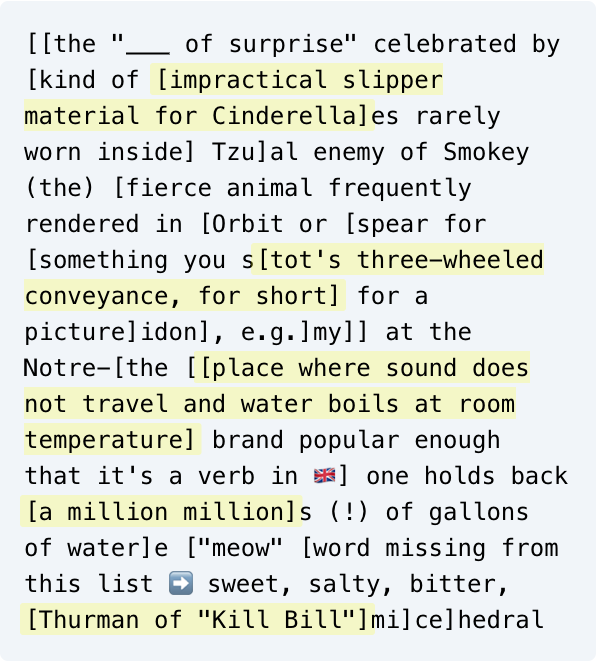 [[the "___ of surprise" celebrated by
[kind of [impractical slipper
material for Cinderella]es rarely
worn inside] Tzu]al enemy of Smokey
(the) [fierce animal frequently
rendered in [Orbit or [spear for
[something you s[tot's three-wheeled
conveyance, for short] for a
picture]idon], e.g.]my]] at the
Notre-[the [[place where sound does
not travel and water boils at room
temperature] brand popular enough
that it's a verb in 🇬🇧] one holds back
[a million million]s (!) of gallons
of water]e ["meow" [word missing from
this list ➡️ sweet, salty, bitter,
[Thurman of "Kill Bill"]mi]ce]hedral